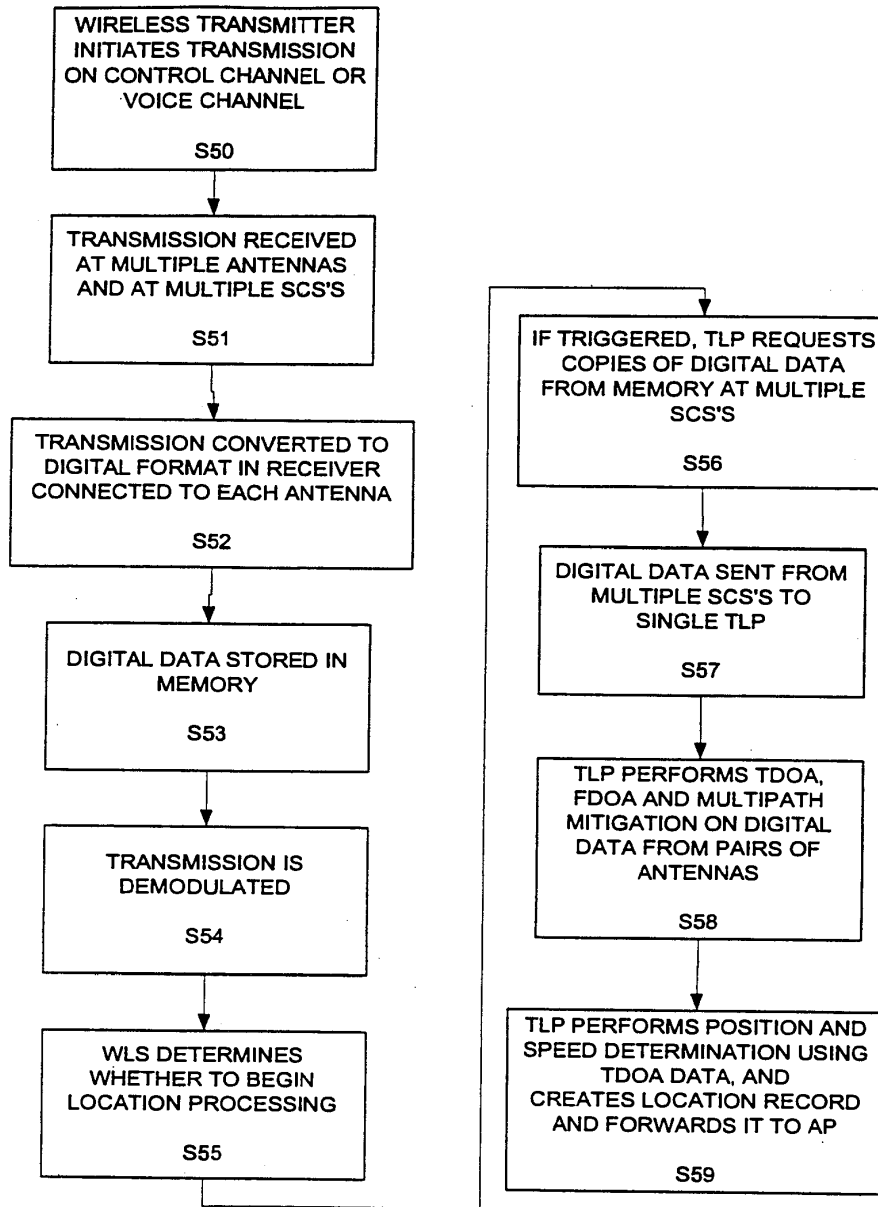 WIRELESS TRANSMITTER
INITIATES TRANSMISSION
ON CONTROL CHANNEL OR
VOICE CHANNEL
S50
TRANSMISSION RECEIVED
AT MULTIPLE ANTENNAS
AND AT MULTIPLE SCS'S
S51
TRANSMISSION CONVERTED TO
DIGITAL FORMAT IN RECEIVER
CONNECTED TO EACH ANTENNA
S52
DIGITAL DATA STORED IN
MEMORY
S53
TRANSMISSION IS
DEMODULATED
S54
WLS DETERMINES
WHETHER TO BEGIN
LOCATION PROCESSING
S55
IF TRIGGERED, TLP REQUESTS
COPIES OF DIGITAL DATA
FROM MEMORY AT MULTIPLE
SCS'S
S56
DIGITAL DATA SENT FROM
MULTIPLE SCS'S TO
SINGLE TLP
S57
TLP PERFORMS TDOA,
FDOA AND MULTIPATH
MITIGATION ON DIGITAL
DATA FROM PAIRS OF
ANTENNAS
S58
TLP PERFORMS POSITION AND
SPEED DETERMINATION USING
TDOA DATA, AND
CREATES LOCATION RECORD
AND FORWARDS IT TO AP
S59